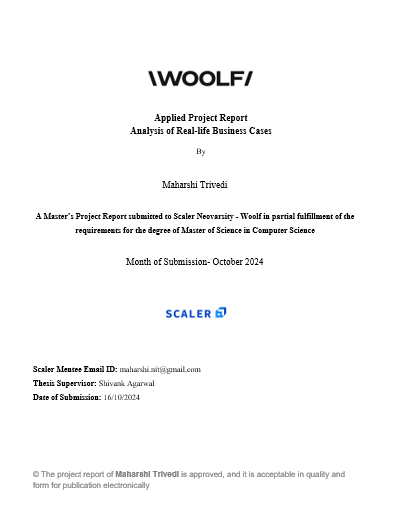 \WOOLF/
Applied Project Report
Analysis of Real-life Business Cases
By
Maharshi Trivedi
A Master's Project Report submitted to Scaler Neovarsity - Woolf in partial fulfillment of the
requirements for the degree of Master of Science in Computer Science
Month of Submission- October 2024
SCALER
Scaler Mentee Email ID: maharshi.nit@gmail.com
Thesis Supervisor: Shivank Agarwal
Date of Submission: 16/10/2024
© The project report of Maharshi Trivedi is approved, and it is acceptable in quality and
form for publication electronically